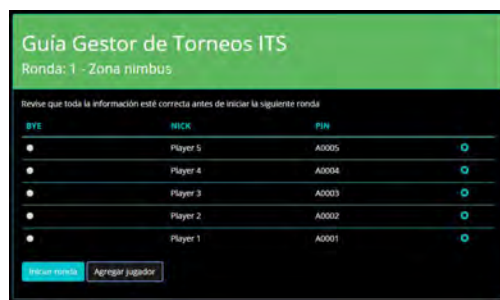 Guía Gestor de Torneos ITS
Ronda: 1 - Zona nimbus
Revise que toda la información esté correcta antes de iniciar la siguiente ronda
BYE NICK PIN
Player 5 A0005
Player 4 A0004
Player 3 A0003
Player 2 A0002
Player 1 A0001
Iniciar ronda Agregar jugador